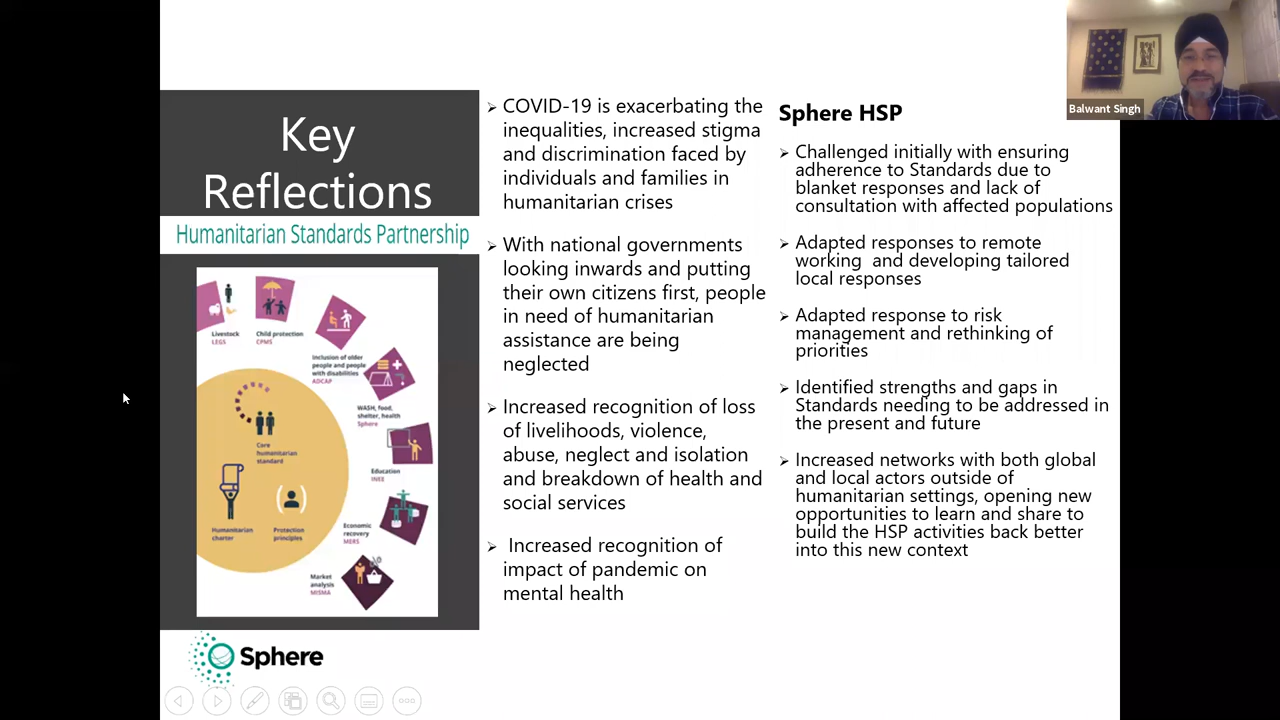 Key
Reflections
Humanitarian Standards Partnership
Livestock
LEGS
Child protection
CPMS
Inclusion of older
people and people
with disabilities
ADCAP
WASH, food,
shelter, health
Sphere
Core
humanitarian
standard
Education
INEE
Humanitarian
charter
Protection
principles
Economic
recovery
MERS
Market
analysis
MISMA
Sphere
COVID-19 is exacerbating the
inequalities, increased stigma
and discrimination faced by
individuals and families in
humanitarian crises
With national governments
looking inwards and putting
their own citizens first, people
in need of humanitarian
assistance are being
neglected
Increased recognition of loss
of livelihoods, violence,
abuse, neglect and isolation
and breakdown of health and
social services
Increased recognition of
impact of pandemic on
mental health
Sphere HSP
Challenged initially with ensuring
adherence to Standards due to
blanket responses and lack of
consultation with affected populations
Adapted responses to remote
working and developing tailored
local responses
Adapted response to risk
management and rethinking of
priorities
Identified strengths and gaps in
Standards needing to be addressed in
the present and future
Increased networks with both global
and local actors outside of
humanitarian settings, opening new
opportunities to learn and share to
build the HSP activities back better
into this new context
Balwant Singh